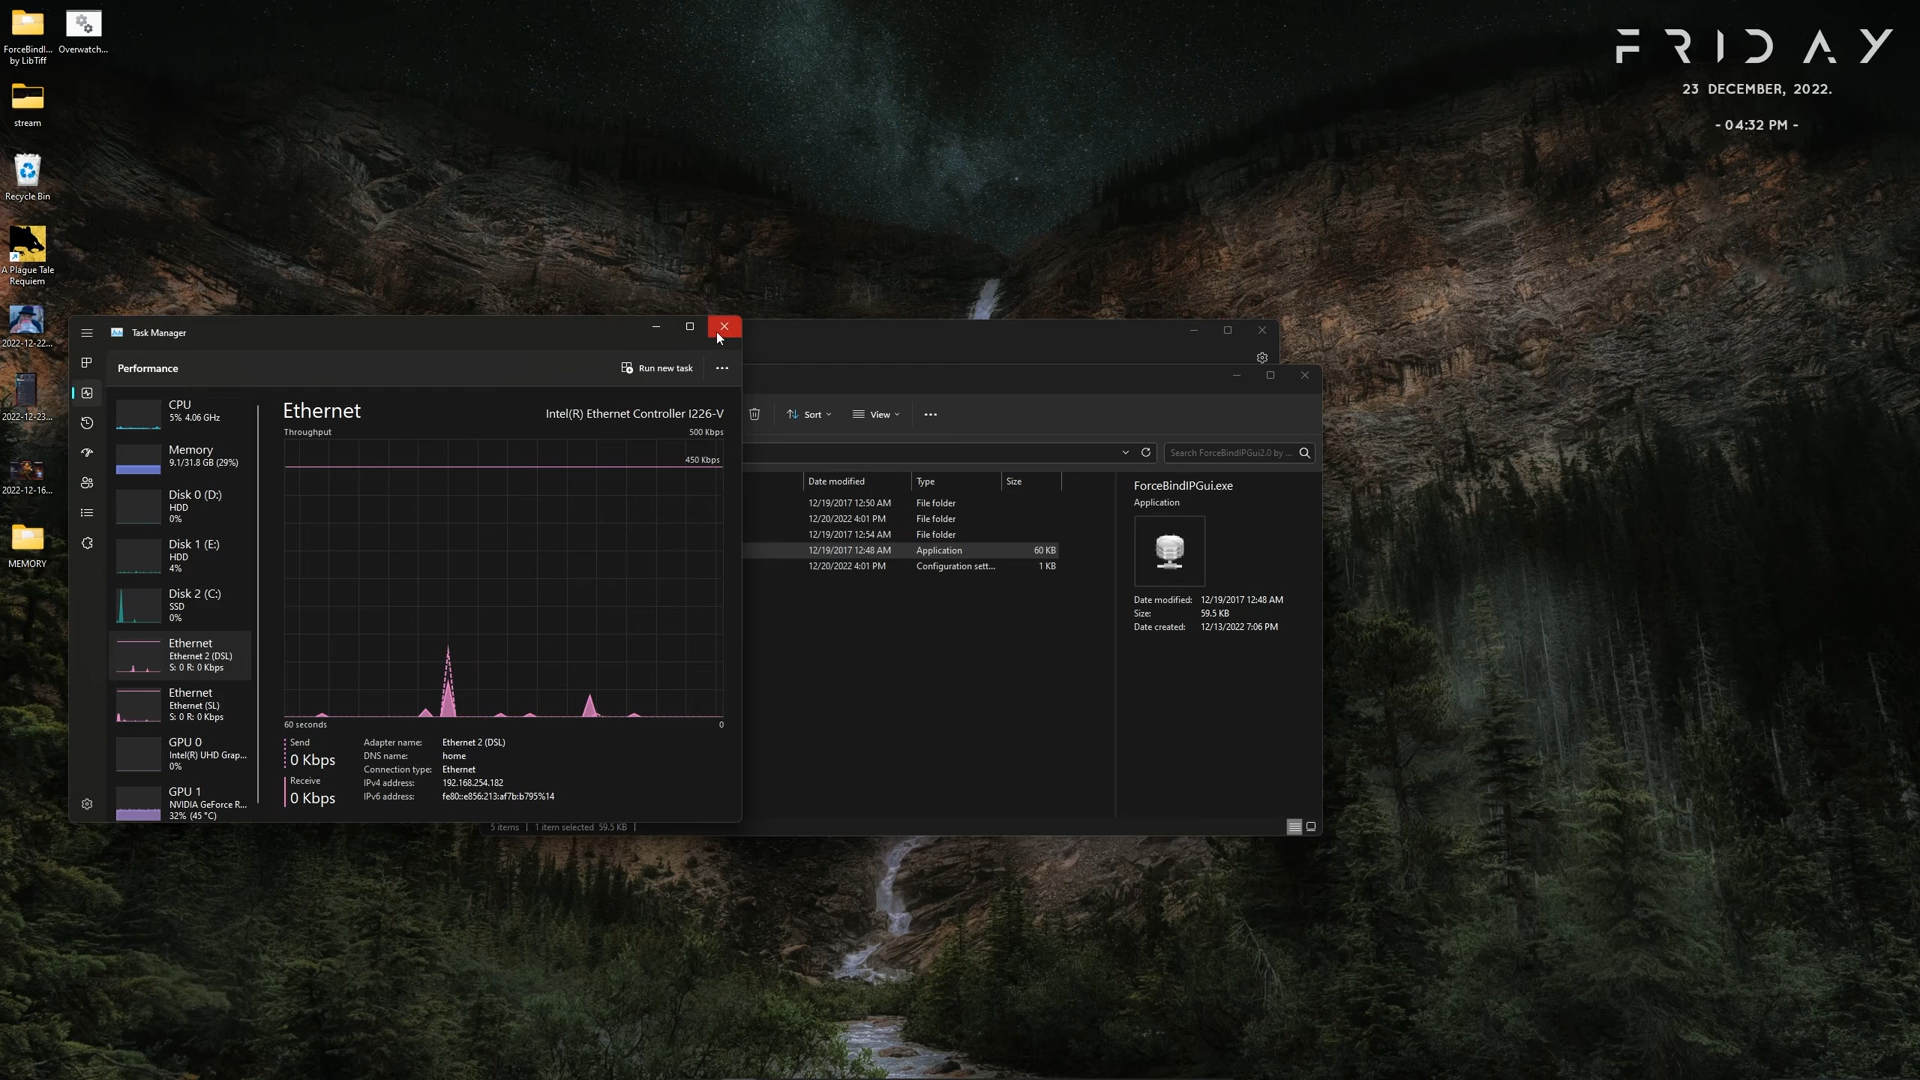 ForceBindI...
by LibTiff
Overwatch...
stream
Recycle Bin
A Plague Tale
Requiem
2022-12-22...
2022-12-23...
2022-12-16...
MEMORY
FRIDAY
23 DECEMBER, 2022.
- 04:32 PM -
Task Manager
Performance
Run new task
CPU
5% 4.06 GHz
Memory
9.1/31.8 GB (29%)
Disk 0 (D:)
HDD
0%
Disk 1 (E:)
HDD
4%
Disk 2 (C:)
SSD
0%
Ethernet
Ethernet 2 (DSL)
S: 0 R: 0 Kbps
Ethernet
Ethernet (SL)
S: 0 R: 0 Kbps
GPU 0
Intel(R) UHD Grap...
0%
GPU 1
NVIDIA GeForce R...
32% (45 °C)
Ethernet
Intel(R) Ethernet Controller I226-V
Throughput
500 Kbps
450 Kbps
60 seconds
0
Send
0 Kbps
Receive
0 Kbps
Adapter name: Ethernet 2 (DSL)
DNS name: home
Connection type: Ethernet
IPv4 address: 192.168.254.182
IPv6 address: fe80::e856:213:af7b:b795%14
Sort
View
Search ForceBindIPGui2.0 by ...
Date modified Type Size
12/19/2017 12:50 AM File folder
12/20/2022 4:01 PM File folder
12/19/2017 12:54 AM File folder
12/19/2017 12:48 AM Application 60 KB
12/20/2022 4:01 PM Configuration sett... 1 KB
ForceBindIPGui.exe
Application
Date modified: 12/19/2017 12:48 AM
Size: 59.5 KB
Date created: 12/13/2022 7:06 PM
5 items 1 item selected 59.5 KB